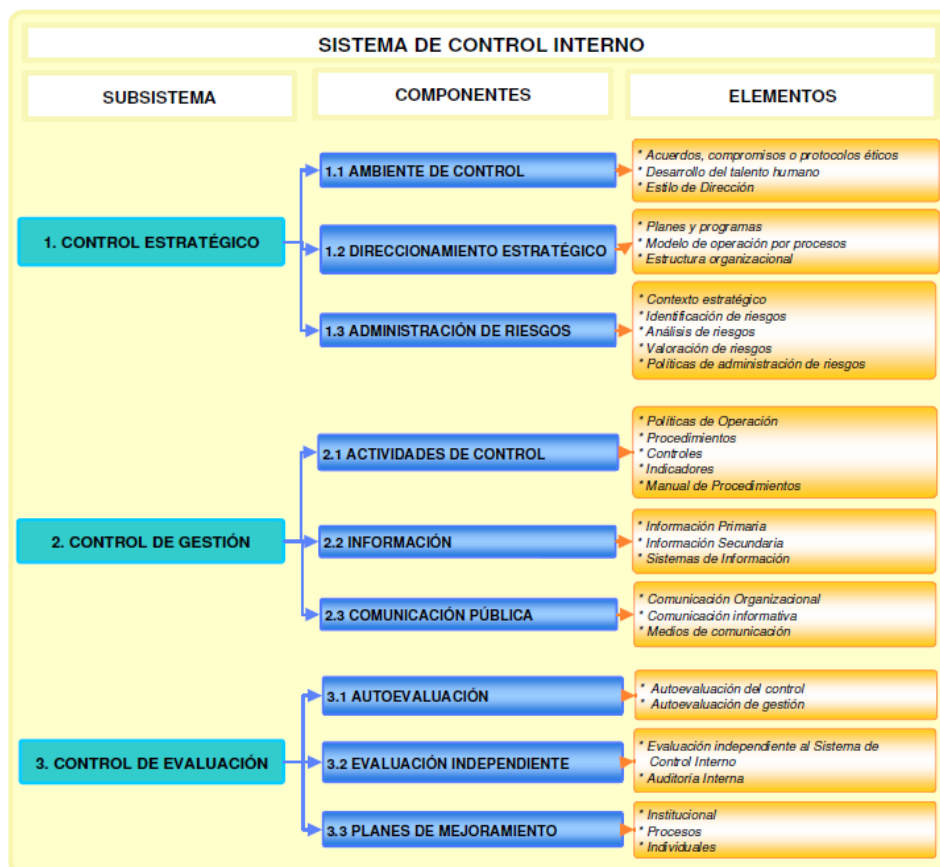 SISTEMA DE CONTROL INTERNO
SUBSISTEMA
COMPONENTES
ELEMENTOS
1. CONTROL ESTRATÉGICO
1.1 AMBIENTE DE CONTROL
* Acuerdos, compromisos o protocolos éticos
* Desarrollo del talento humano
* Estilo de Dirección
1.2 DIRECCIONAMIENTO ESTRATÉGICO
* Planes y programas
* Modelo de operación por procesos
* Estructura organizacional
1.3 ADMINISTRACIÓN DE RIESGOS
* Contexto estratégico
* Identificación de riesgos
* Análisis de riesgos
* Valoración de riesgos
* Políticas de administración de riesgos
2. CONTROL DE GESTIÓN
2.1 ACTIVIDADES DE CONTROL
* Políticas de Operación
* Procedimientos
* Controles
* Indicadores
* Manual de Procedimientos
2.2 INFORMACIÓN
* Información Primaria
* Información Secundaria
* Sistemas de Información
2.3 COMUNICACIÓN PÚBLICA
* Comunicación Organizacional
* Comunicación informativa
* Medios de comunicación
3. CONTROL DE EVALUACIÓN
3.1 AUTOEVALUACIÓN
* Autoevaluación del control
* Autoevaluación de gestión
3.2 EVALUACIÓN INDEPENDIENTE
* Evaluación independiente al Sistema de
Control Interno
* Auditoría Interna
3.3 PLANES DE MEJORAMIENTO
* Institucional
* Procesos
* Individuales